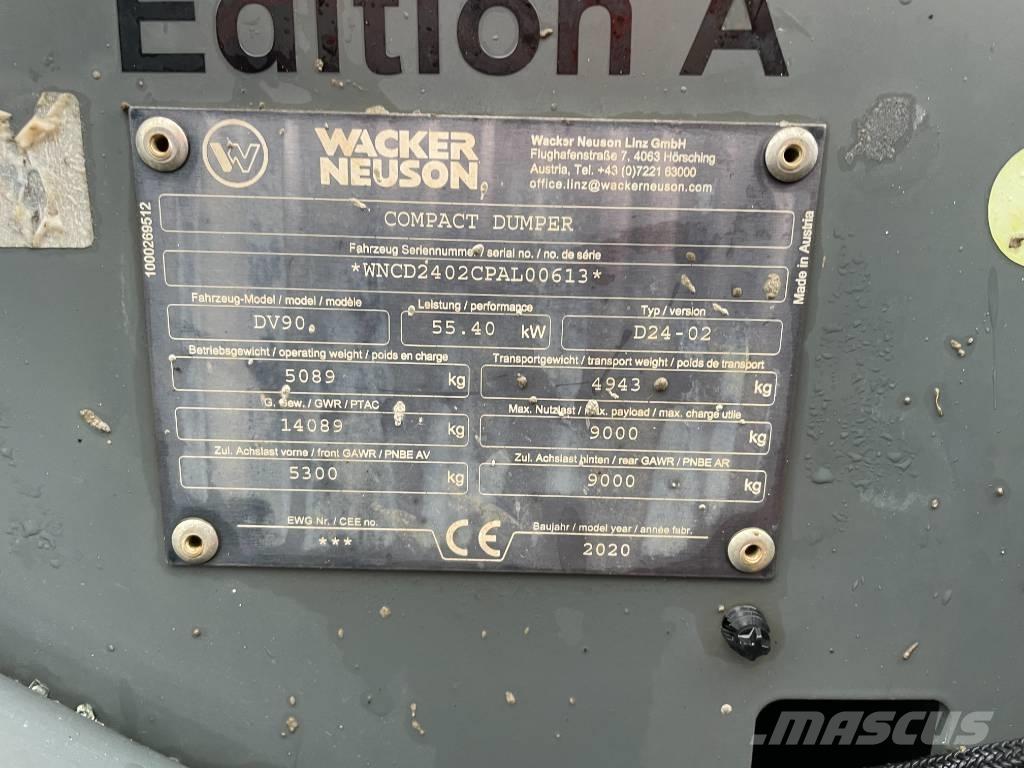 Edition A
W
WACKER
NEUSON
Wacker Neuson Linz GmbH
Flughafenstraße 7, 4063 Hörsching
Austria, Tel. +43 (0)7221 63000
office.linz@wackerneuson.com
1000269512
COMPACT DUMPER
Made in Austria
Fahrzeug Seriennummer / serial no. / no. de série
*WNCD2402CPAL00613*
Fahrzeug-Model / model / modèle
Leistung / performance
Typ / version
DV90
55.40 kW
D24-02
Betriebsgewicht / operating weight / poids en charge
Transportgewicht / transport weight / poids de transport
5089 kg
4943 kg
G. Gew. / GWR / PTAC
Max. Nutzlast / max. payload / max. charge utile
14089 kg
9000 kg
Zul. Achslast vorne / front GAWR / PNBE AV
Zul. Achslast hinten / rear GAWR / PNBE AR
5300 kg
9000 kg
EWG Nr. / CEE no.
CE
Baujahr / model year / année fabr.
***
2020
MASCUS